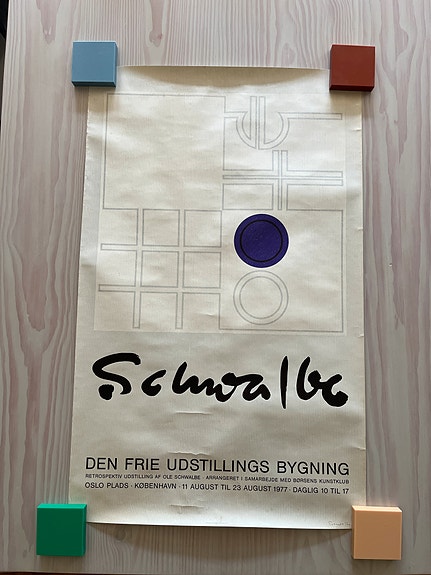 Schwalbe
DEN FRIE UDSTILLINGS BYGNING
RETROSPEKTIV UDSTILLING AF OLE SCHWALBE · ARRANGERET I SAMARBEJDE MED BØRSENS KUNSTKLUB
OSLO PLADS · KØBENHAVN · 11 AUGUST TIL 23 AUGUST 1977 · DAGLIG 10 TIL 17